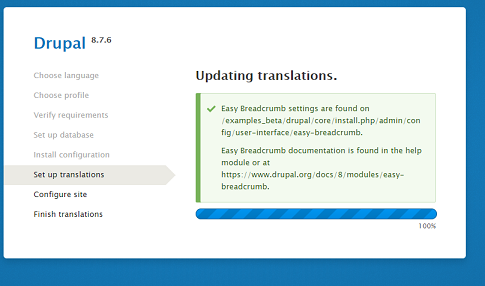 Drupal 8.7.6
Choose language
Choose profile
Verify requirements
Set up database
Install configuration
Set up translations
Configure site
Finish translations
Updating translations.
Easy Breadcrumb settings are found on
/examples_beta/drupal/core/install.php/admin/con
fig/user-interface/easy-breadcrumb.
Easy Breadcrumb documentation is found in the help
module or at
https://www.drupal.org/docs/8/modules/easy-
breadcrumb.
100%